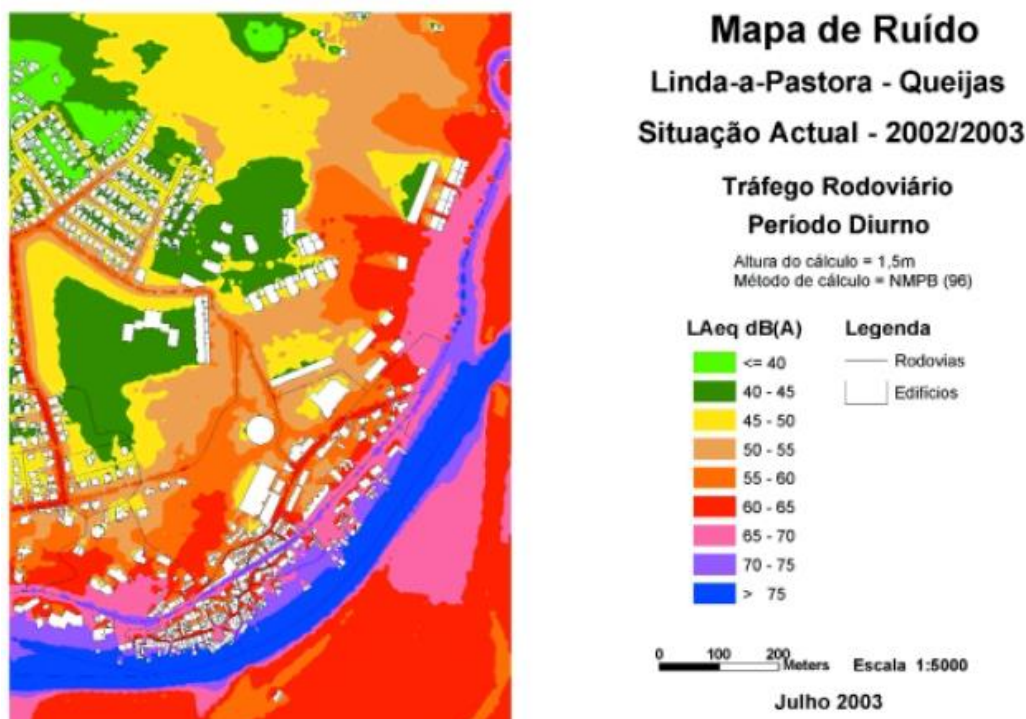 Mapa de Ruído
Linda-a-Pastora - Queijas
Situação Actual - 2002/2003
Tráfego Rodoviário
Período Diurno
Altura do cálculo = 1,5m
Método de cálculo = NMPB (96)
LAeq dB(A)
<= 40
40 - 45
45 - 50
50 - 55
55 - 60
60 - 65
65 - 70
70 - 75
> 75
Legenda
Rodovias
Edifícios
0 100 200
Meters
Escala 1:5000
Julho 2003